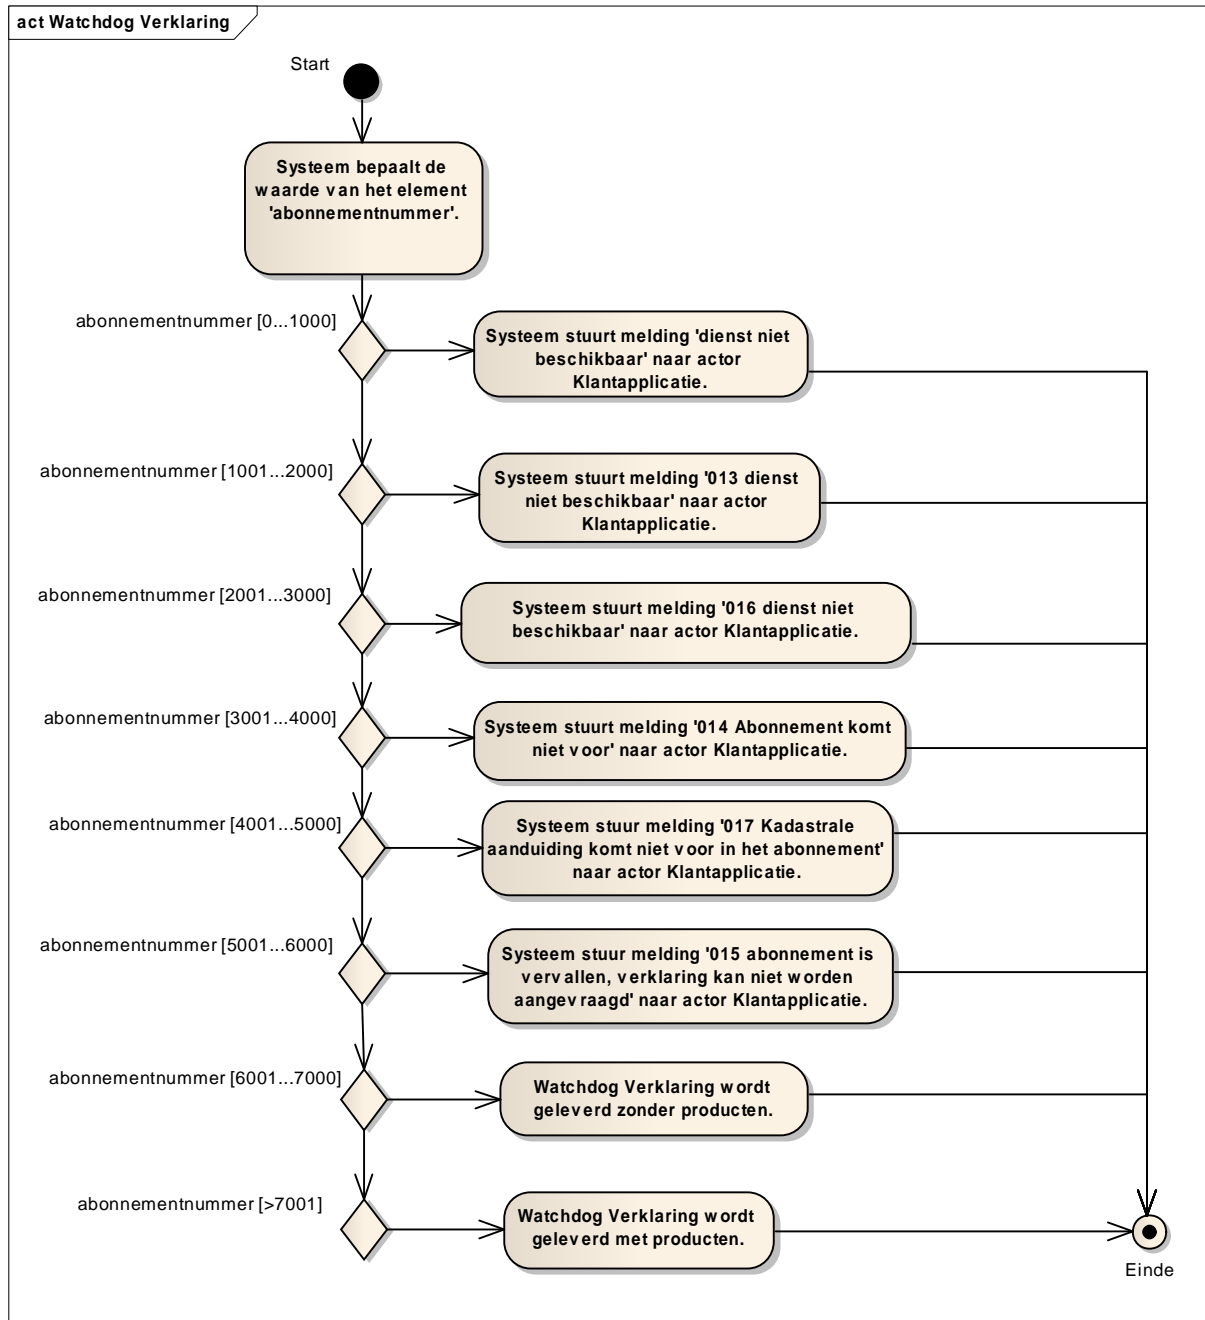 act Watchdog Verklaring
Start
Systeem bepaalt de
waarde van het element
'abonnementnummer'.
abonnementnummer [0...1000]
Systeem stuurt melding 'dienst niet
beschikbaar' naar actor
Klantapplicatie.
abonnementnummer [1001...2000]
Systeem stuurt melding '013 dienst
niet beschikbaar' naar actor
Klantapplicatie.
abonnementnummer [2001...3000]
Systeem stuurt melding '016 dienst niet
beschikbaar' naar actor Klantapplicatie.
abonnementnummer [3001...4000]
Systeem stuurt melding '014 Abonnement komt
niet voor' naar actor Klantapplicatie.
abonnementnummer [4001...5000]
Systeem stuur melding '017 Kadastrale
aanduiding komt niet voor in het abonnement'
naar actor Klantapplicatie.
abonnementnummer [5001...6000]
Systeem stuur melding '015 abonnement is
vervallen, verklaring kan niet worden
aangevraagd' naar actor Klantapplicatie.
abonnementnummer [6001...7000]
Watchdog Verklaring wordt
geleverd zonder producten.
abonnementnummer [>7001]
Watchdog Verklaring wordt
geleverd met producten.
Einde